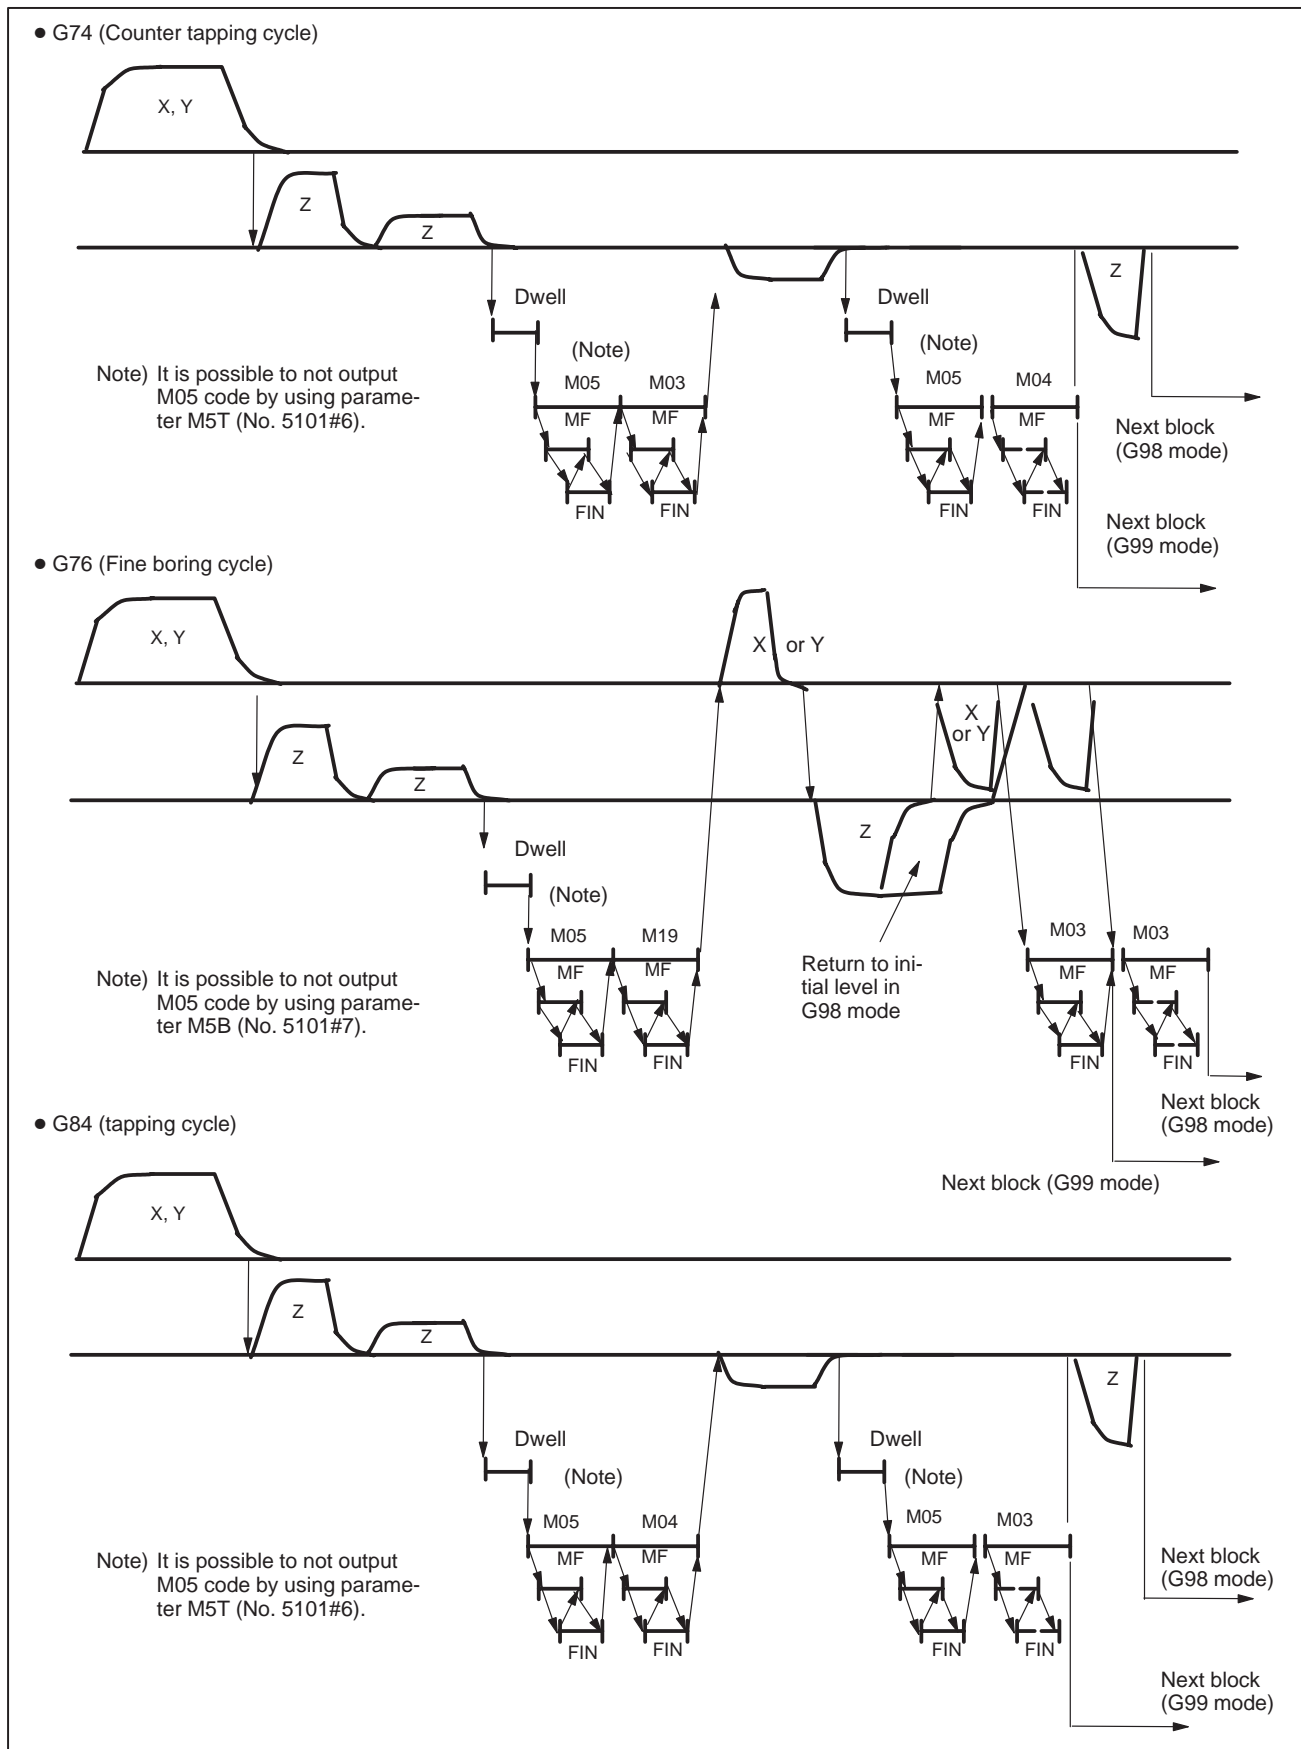 ● G74 (Counter tapping cycle)
X, Y
Z
Z
Z
Dwell
Dwell
(Note)
(Note)
Note) It is possible to not output
M05 code by using parame-
ter M5T (No. 5101#6).
M05
M03
M05
M04
MF
MF
MF
MF
FIN
FIN
FIN
FIN
Next block
(G98 mode)
Next block
(G99 mode)
● G76 (Fine boring cycle)
X, Y
X or Y
X
or Y
Z
Z
Z
Dwell
(Note)
M05
M19
M03
M03
MF
MF
MF
MF
FIN
FIN
FIN
FIN
Return to ini-
tial level in
G98 mode
Note) It is possible to not output
M05 code by using parame-
ter M5B (No. 5101#7).
Next block
(G98 mode)
Next block (G99 mode)
● G84 (tapping cycle)
X, Y
Z
Z
Z
Dwell
Dwell
(Note)
(Note)
M05
M04
M05
M03
MF
MF
MF
MF
FIN
FIN
FIN
FIN
Note) It is possible to not output
M05 code by using parame-
ter M5T (No. 5101#6).
Next block
(G98 mode)
Next block
(G99 mode)